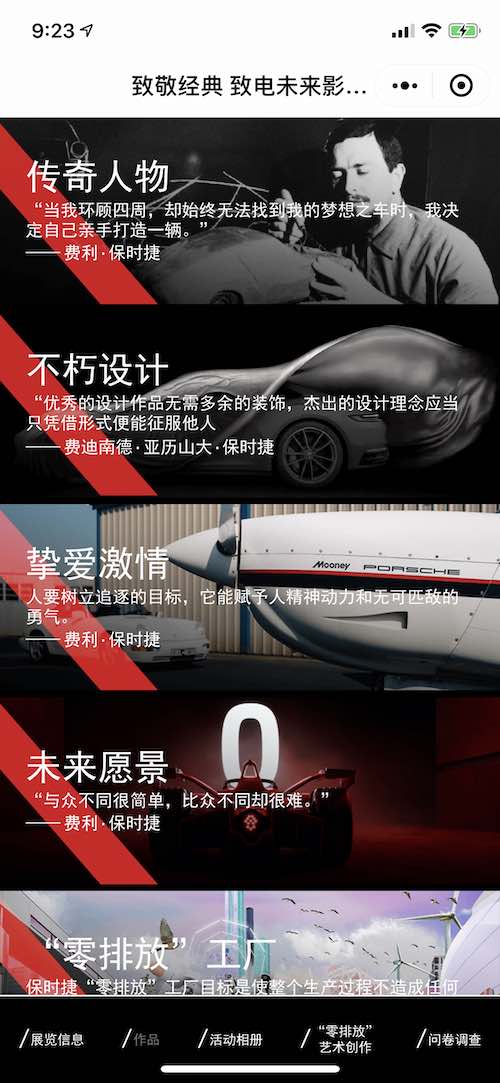 9:23
致敬经典 致电未来影...
传奇人物
“当我环顾四周，却始终无法找到我的梦想之车时，我决
定自己亲手打造一辆。”
—— 费利·保时捷
不朽设计
“优秀的设计作品无需多余的装饰，杰出的设计理念应当
只凭借形式便能征服他人
—— 费迪南德·亚历山大·保时捷
Mooney PORSCHE
挚爱激情
人要树立追逐的目标，它能赋予人精神动力和无可匹敌的
勇气。
—— 费利·保时捷
0
未来愿景
“与众不同很简单，比众不同却很难。”
—— 费利·保时捷
“零排放”工厂
保时捷“零排放”工厂目标是使整个生产过程不造成任何
/展览信息
/作品
/活动相册
/“零排放”
艺术创作
/问卷调查